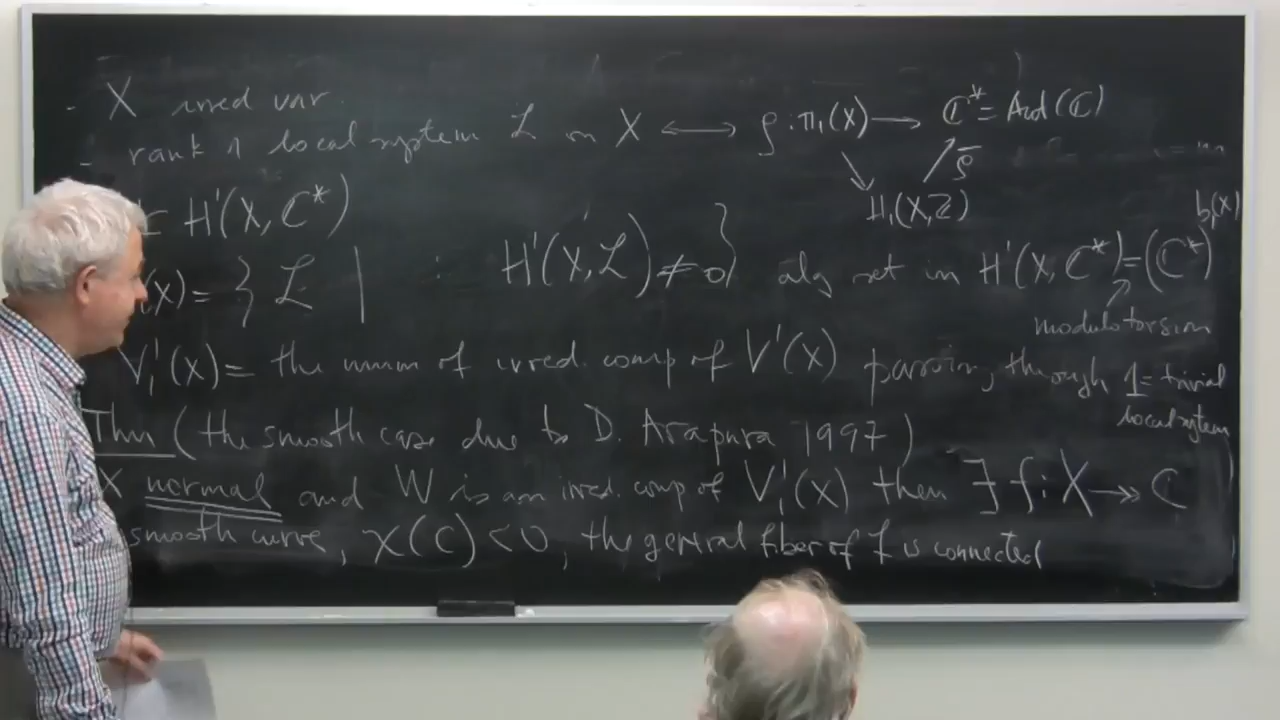 - X irred var.
- rank 1 local system ℒ on X ⟷ ρ: π₁(X) → ℂ* = Aut(ℂ)
↘ ↗ ρ̄
H₁(X,ℤ)
∈ H¹(X,ℂ*)
(X) = { ℒ | : H¹(X,ℒ) ≠ 0 } alg set in H¹(X,ℂ*) = (ℂ*)^{b₁(X)}
modulo torsion
V₁¹(X) = the union of irred. comp of V¹(X) passing through 1 = trivial local system
Thm (the smooth case due to D. Arapura 1997)
X normal and W is an irred. comp of V₁¹(X) then ∃ f: X ↠ C
smooth curve, χ(C) < 0, the general fiber of f is connected